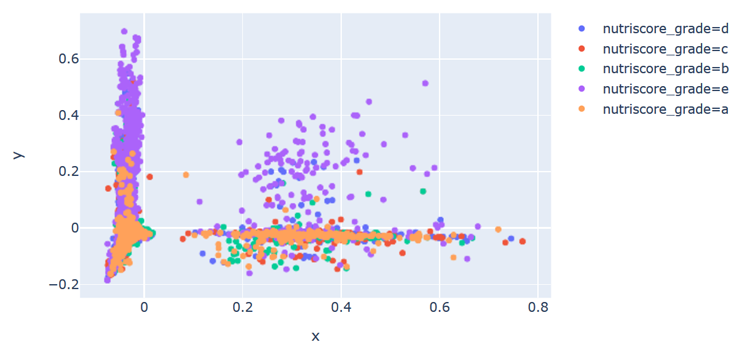 nutriscore_grade=d
nutriscore_grade=c
nutriscore_grade=b
nutriscore_grade=e
nutriscore_grade=a
0.6
0.4
0.2
0
−0.2
y
0
0.2
0.4
0.6
0.8
x